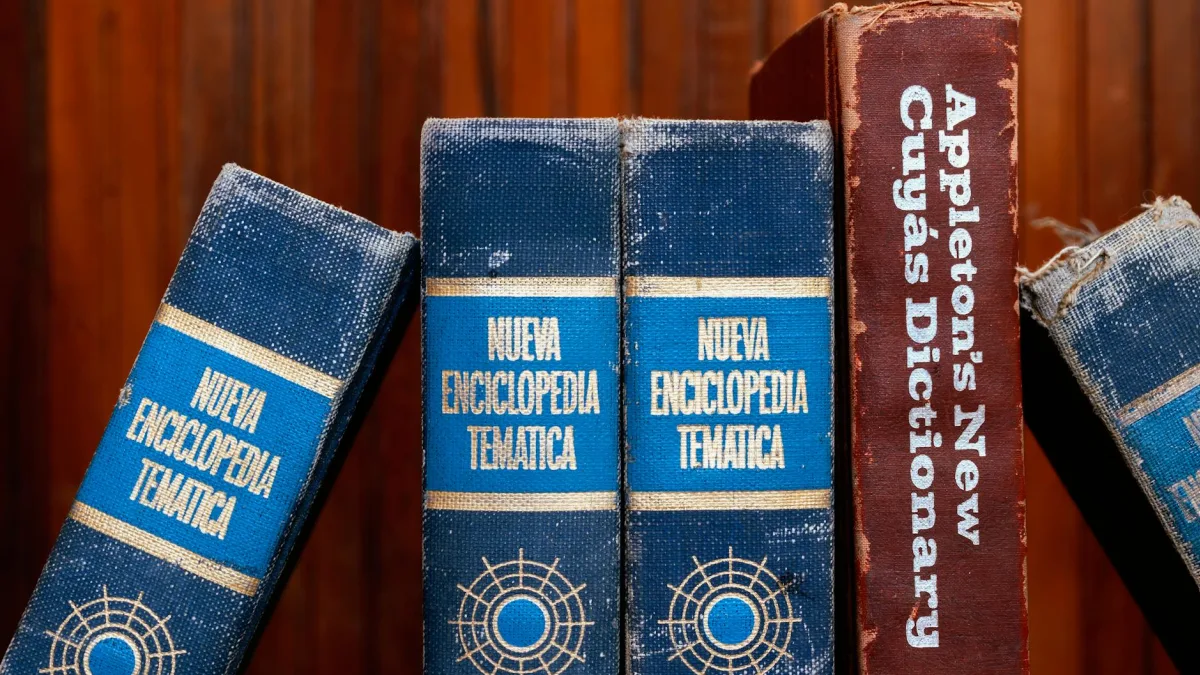 NUEVA
ENCICLOPEDIA
TEMATICA
NUEVA
ENCICLOPEDIA
TEMATICA
NUEVA
ENCICLOPEDIA
TEMATICA
Appleton's New
Cuyás Dictionary